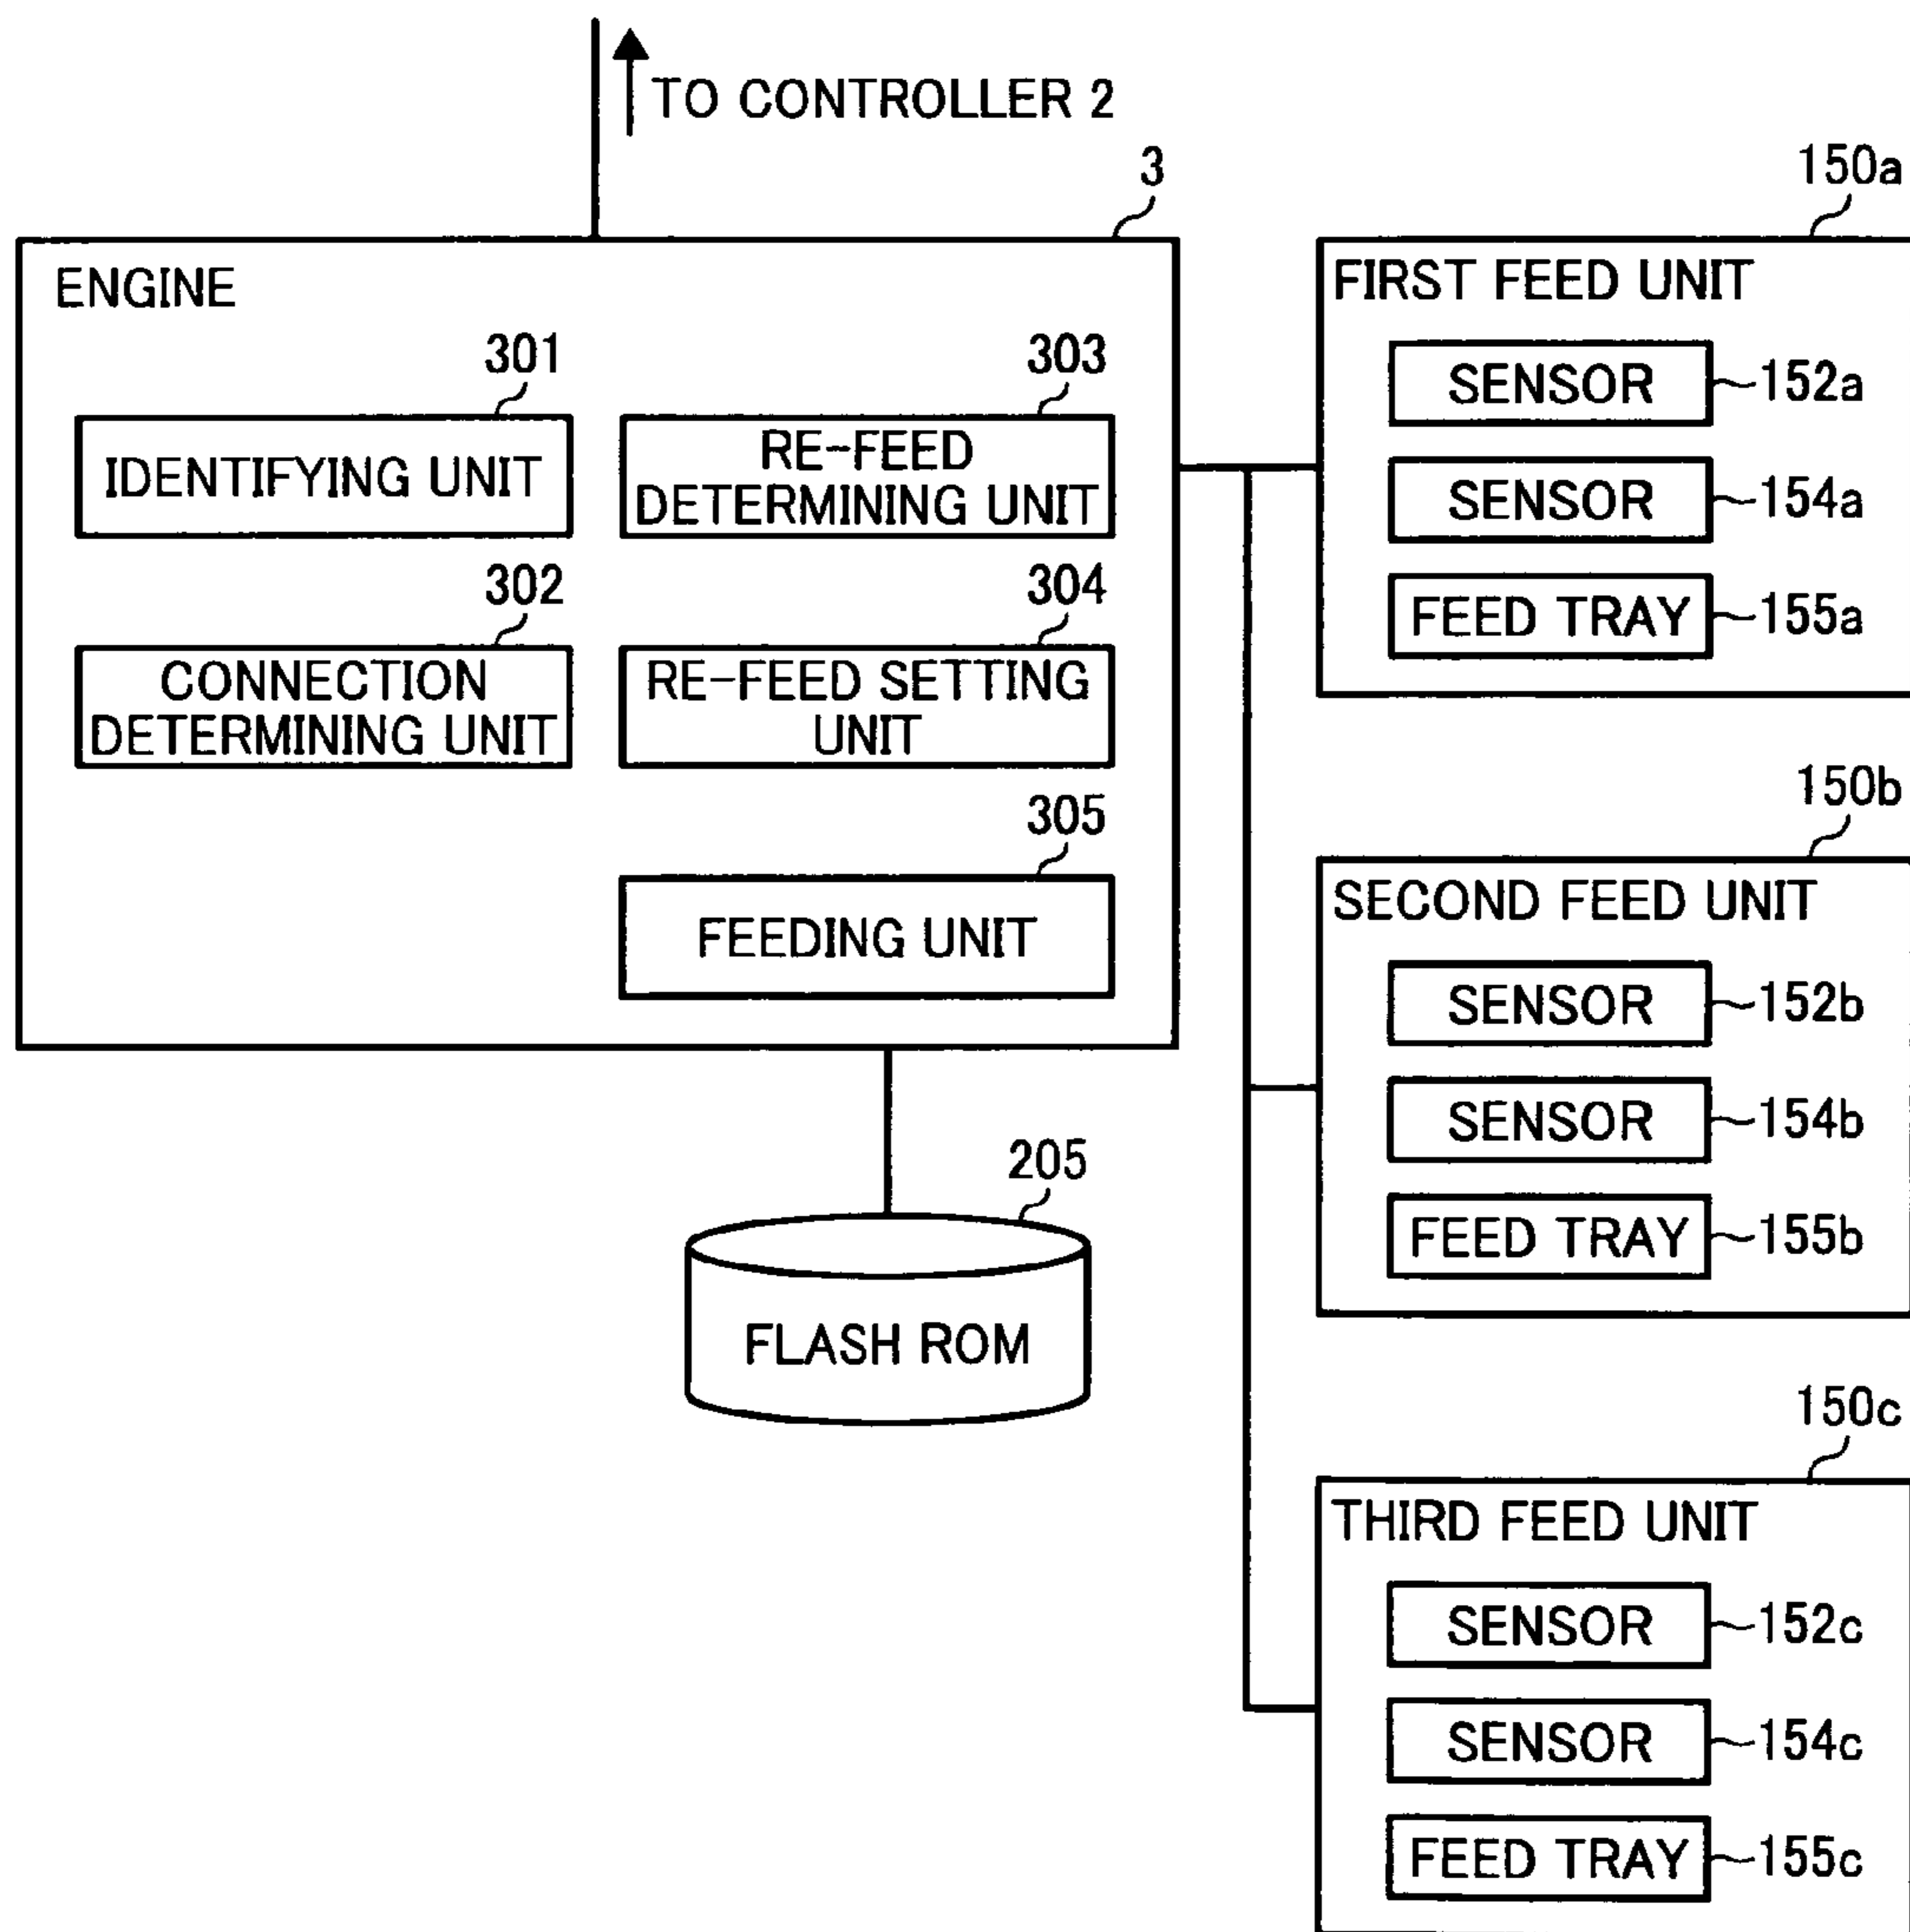 TO CONTROLLER 2
3
ENGINE
301
IDENTIFYING UNIT
303
RE-FEED
DETERMINING UNIT
302
CONNECTION
DETERMINING UNIT
304
RE-FEED SETTING
UNIT
305
FEEDING UNIT
205
FLASH ROM
150a
FIRST FEED UNIT
SENSOR
152a
SENSOR
154a
FEED TRAY
155a
150b
SECOND FEED UNIT
SENSOR
152b
SENSOR
154b
FEED TRAY
155b
150c
THIRD FEED UNIT
SENSOR
152c
SENSOR
154c
FEED TRAY
155c